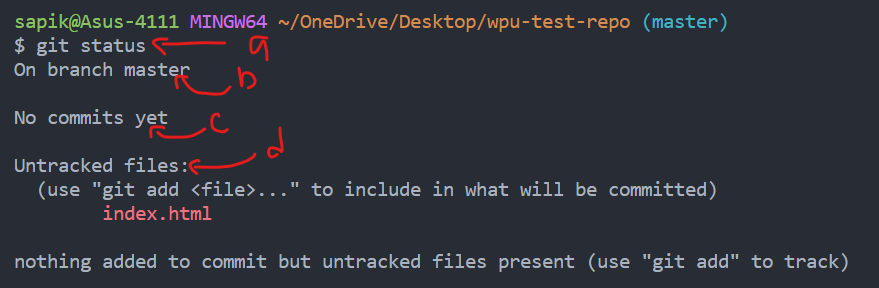 sapik@Asus-4111 MINGW64 ~/OneDrive/Desktop/wpu-test-repo (master)
$ git status a
On branch master
b
No commits yet c
d
Untracked files:
(use "git add <file>..." to include in what will be committed)
index.html
nothing added to commit but untracked files present (use "git add" to track)